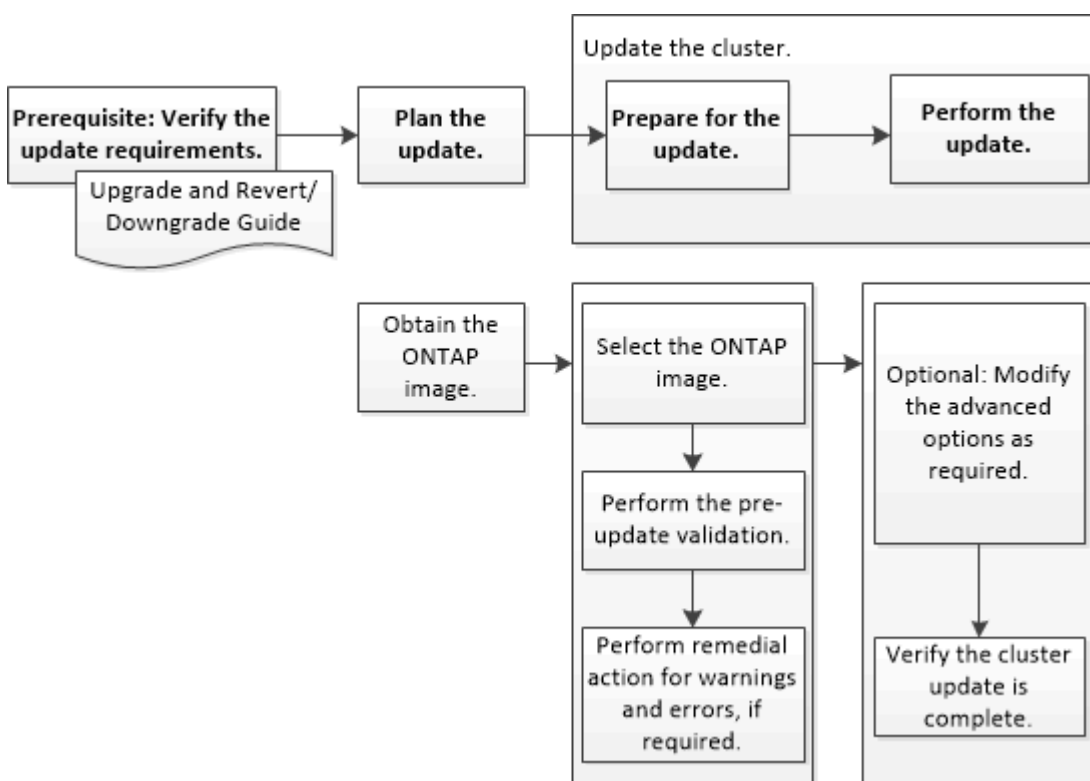 Update the cluster.
Prerequisite: Verify the
update requirements.
Upgrade and Revert/
Downgrade Guide
Plan the
update.
Prepare for the
update.
Perform the
update.
Obtain the
ONTAP
image.
Select the ONTAP
image.
Perform the pre-
update validation.
Perform remedial
action for warnings
and errors, if
required.
Optional: Modify
the advanced
options as
required.
Verify the cluster
update is
complete.